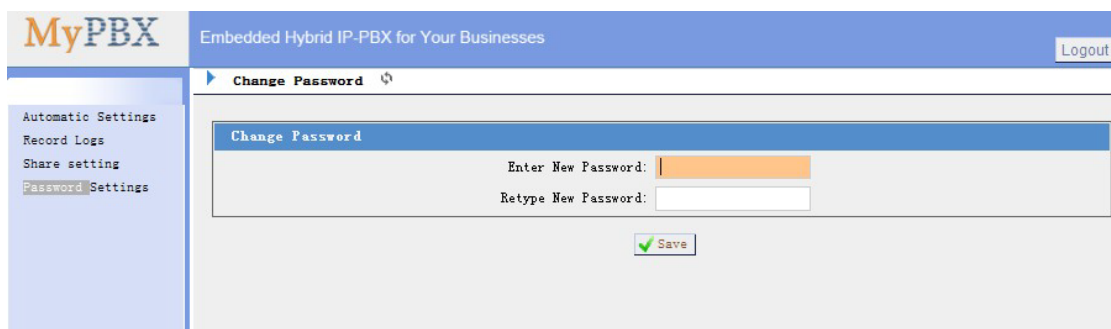 MyPBX
Embedded Hybrid IP-PBX for Your Businesses
Logout
Change Password
Automatic Settings
Record Logs
Share setting
Password Settings
Change Password
Enter New Password:
Retype New Password:
Save